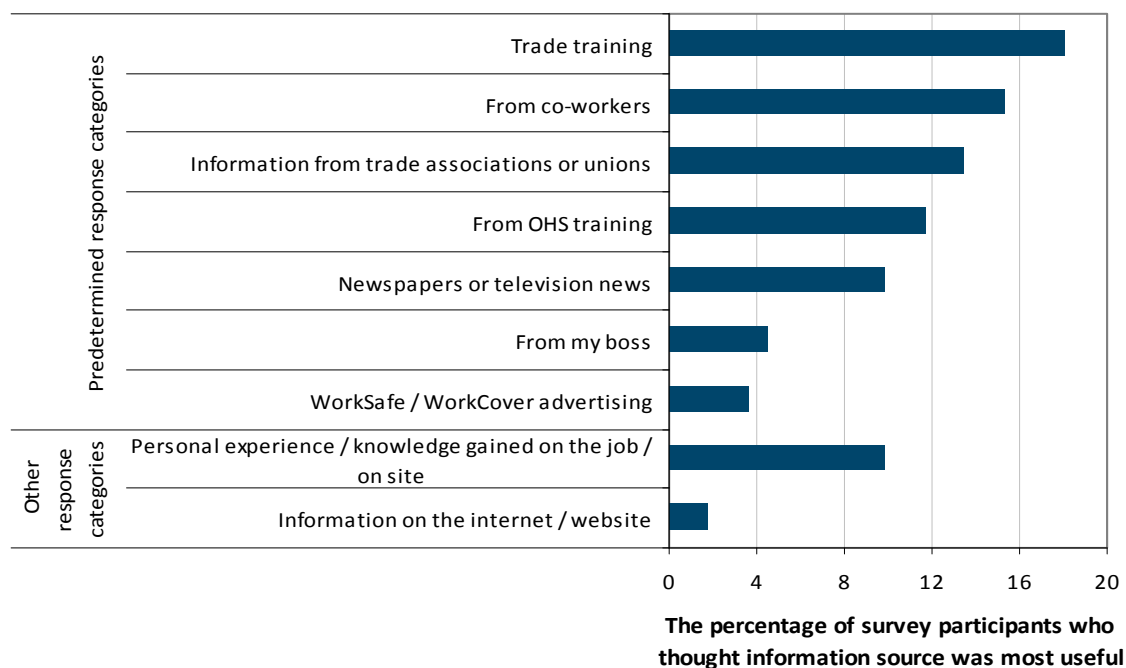 Predetermined response categories
Trade training
From co-workers
Information from trade associations or unions
From OHS training
Newspapers or television news
From my boss
WorkSafe / WorkCover advertising
Other
response
categories
Personal experience / knowledge gained on the job /
on site
Information on the internet / website
0 4 8 12 16 20
The percentage of survey participants who
thought information source was most useful